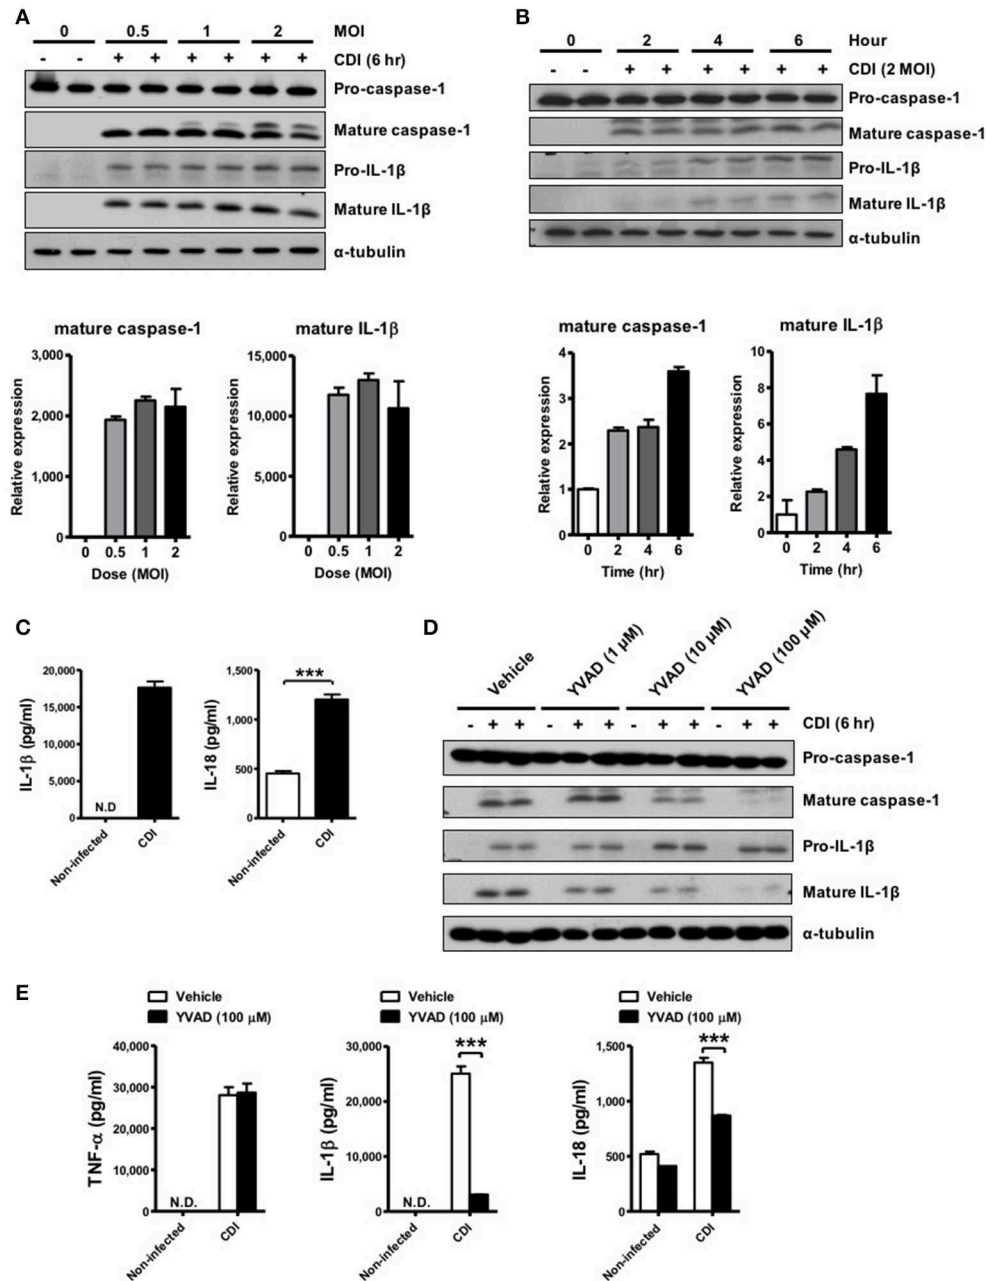 A
0 0.5 1 2 MOI
- - + + + + + + CDI (6 hr)
Pro-caspase-1
Mature caspase-1
Pro-IL-1β
Mature IL-1β
α-tubulin
B
0 2 4 6 Hour
- - + + + + + + CDI (2 MOI)
Pro-caspase-1
Mature caspase-1
Pro-IL-1β
Mature IL-1β
α-tubulin
mature caspase-1
Relative expression
3,000
2,000
1,000
0
0 0.5 1 2
Dose (MOI)
mature IL-1β
Relative expression
15,000
10,000
5,000
0
0 0.5 1 2
Dose (MOI)
mature caspase-1
Relative expression
4
3
2
1
0
0 2 4 6
Time (hr)
mature IL-1β
Relative expression
10
8
6
4
2
0
0 2 4 6
Time (hr)
C
IL-1β (pg/ml)
20,000
15,000
10,000
5,000
0
N.D
Non-infected
CDI
IL-18 (pg/ml)
1,500
1,000
500
0
***
Non-infected
CDI
D
Vehicle
YVAD (1 μM)
YVAD (10 μM)
YVAD (100 μM)
- + + - + + - + + - + + CDI (6 hr)
Pro-caspase-1
Mature caspase-1
Pro-IL-1β
Mature IL-1β
α-tubulin
E
Vehicle
YVAD (100 μM)
TNF-α (pg/ml)
40,000
30,000
20,000
10,000
0
N.D.
Non-infected
CDI
Vehicle
YVAD (100 μM)
IL-1β (pg/ml)
30,000
20,000
10,000
0
N.D.
***
Non-infected
CDI
Vehicle
YVAD (100 μM)
IL-18 (pg/ml)
1,500
1,000
500
0
***
Non-infected
CDI